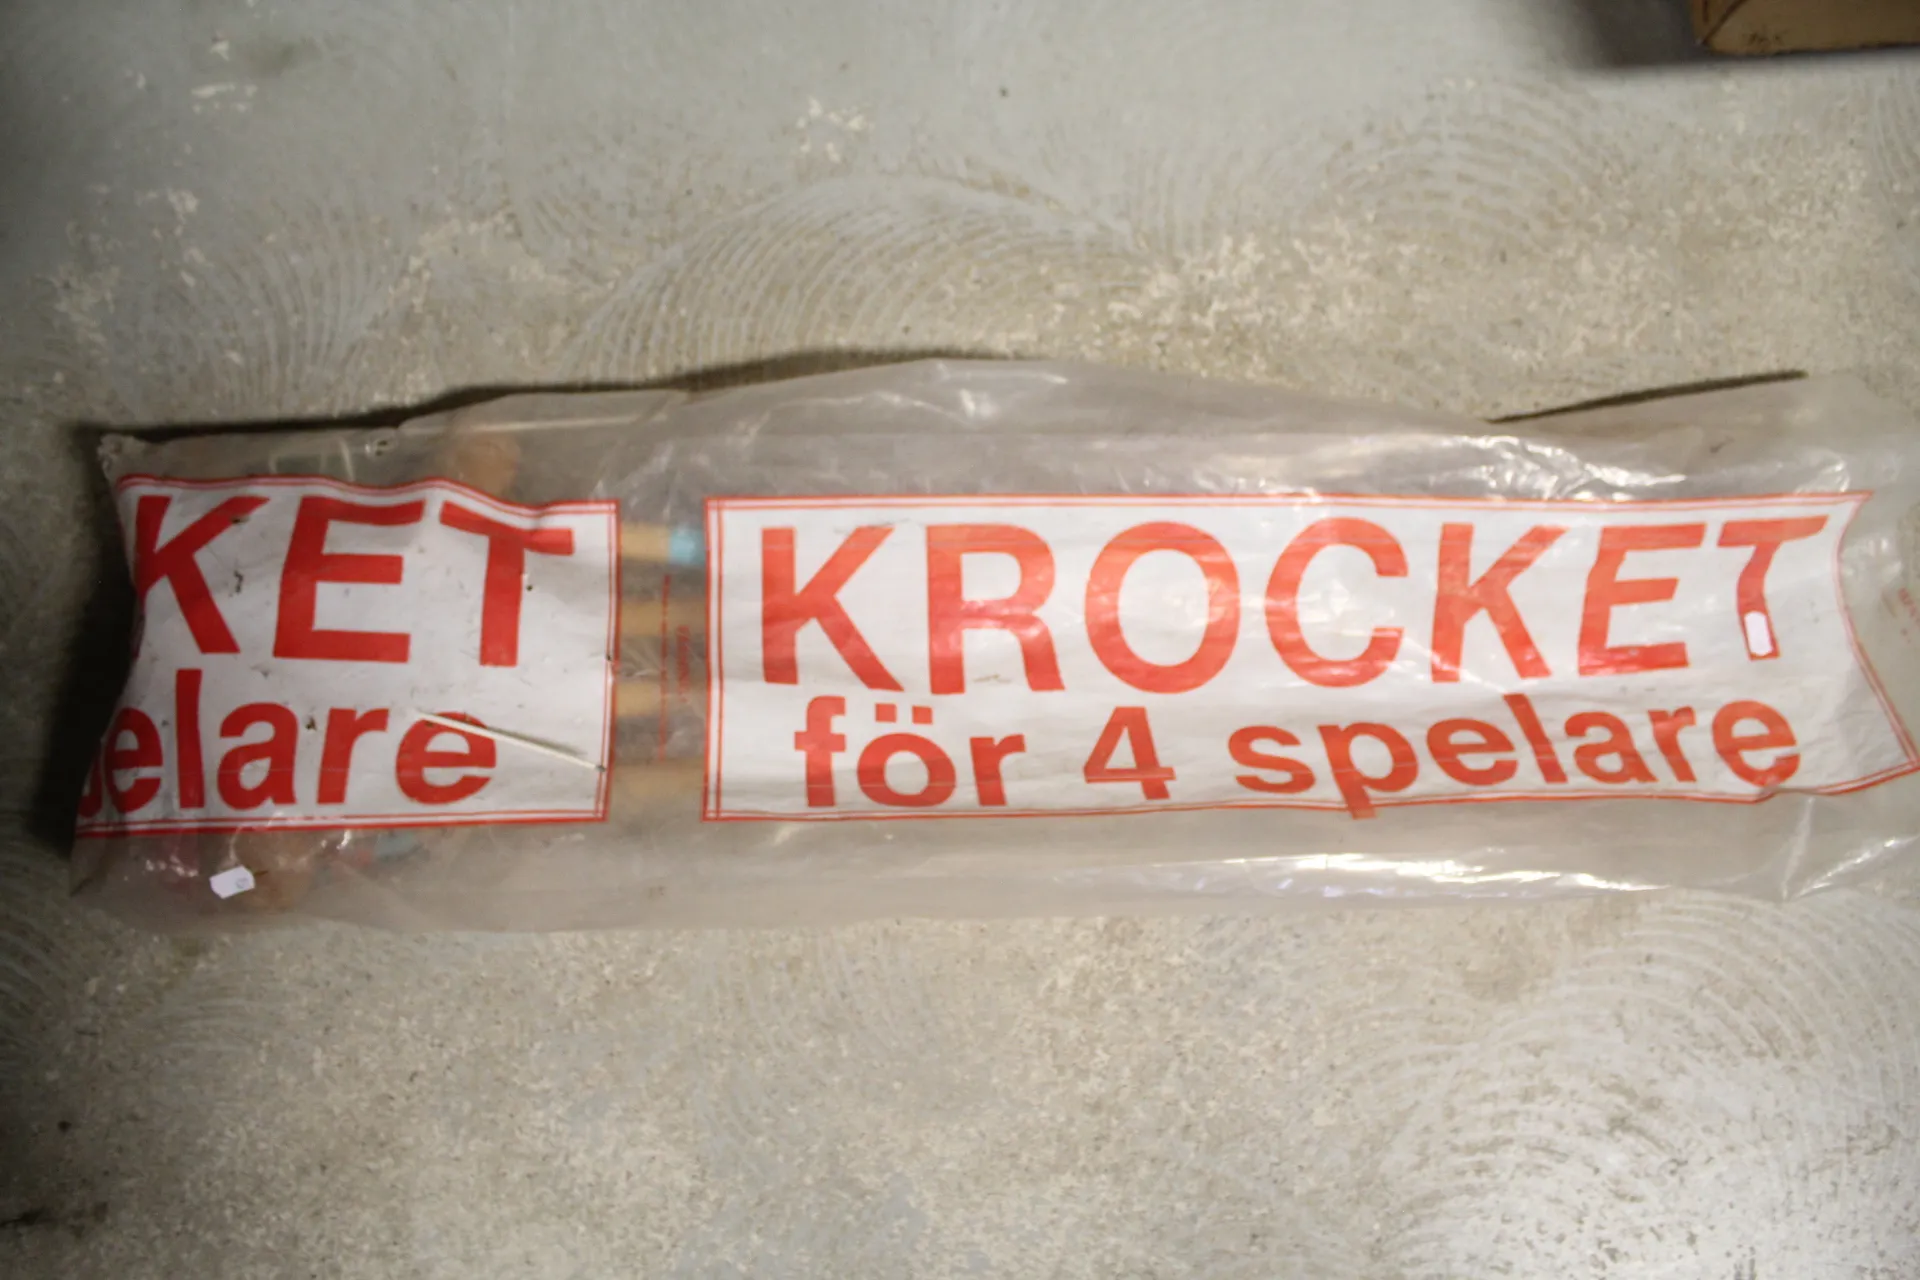 KET
elare
KROCKET
för 4 spelare